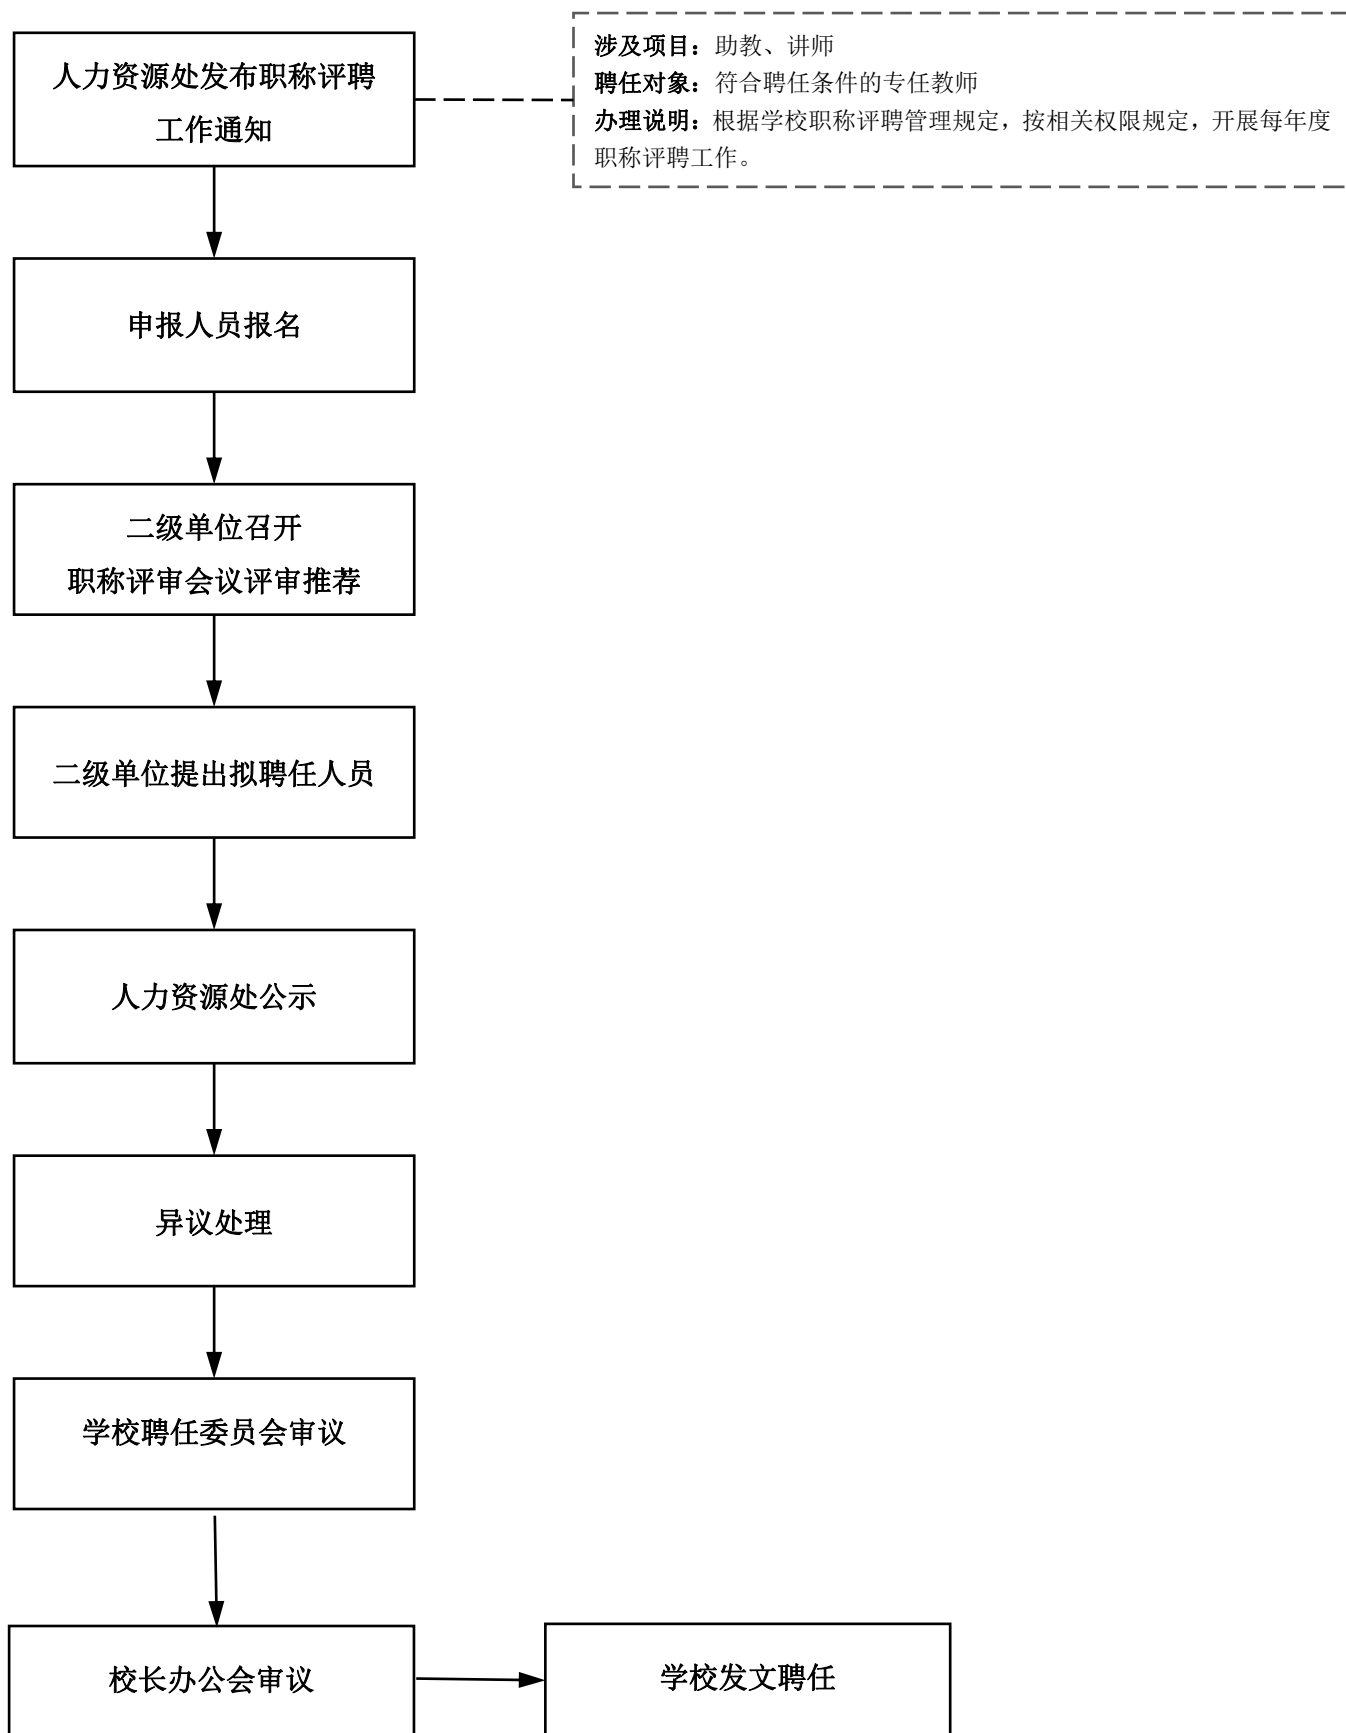 人力资源处发布职称评聘
工作通知
涉及项目：助教、讲师
聘任对象：符合聘任条件的专任教师
办理说明：根据学校职称评聘管理规定，按相关权限规定，开展每年度
职称评聘工作。
申报人员报名
二级单位召开
职称评审会议评审推荐
二级单位提出拟聘任人员
人力资源处公示
异议处理
学校聘任委员会审议
校长办公会审议
学校发文聘任